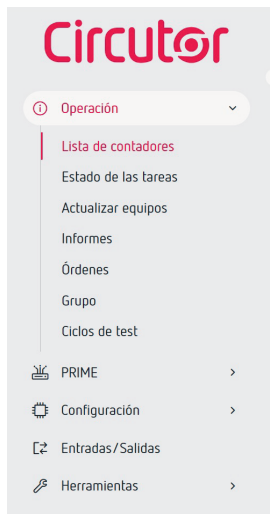 Circutor
Operación
Lista de contadores
Estado de las tareas
Actualizar equipos
Informes
Órdenes
Grupo
Ciclos de test
PRIME
Configuración
Entradas/Salidas
Herramientas